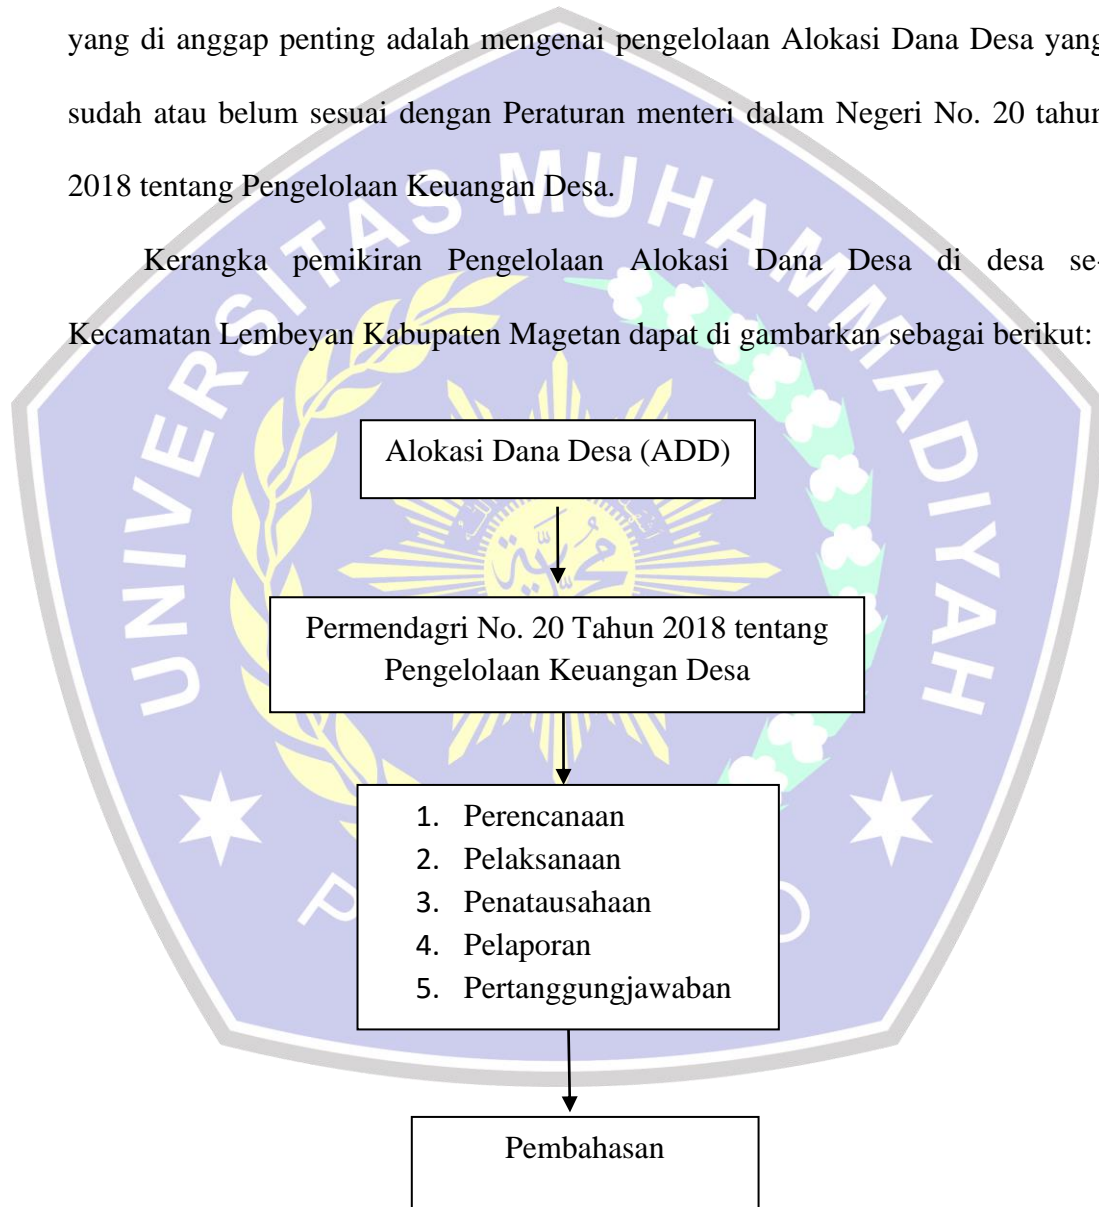 yang di anggap penting adalah mengenai pengelolaan Alokasi Dana Desa yang
sudah atau belum sesuai dengan Peraturan menteri dalam Negeri No. 20 tahun
2018 tentang Pengelolaan Keuangan Desa.
Kerangka pemikiran Pengelolaan Alokasi Dana Desa di desa se-
Kecamatan Lembeyan Kabupaten Magetan dapat di gambarkan sebagai berikut:
UNIVERSITAS MUHAMMADIYAH
Alokasi Dana Desa (ADD)
Permendagri No. 20 Tahun 2018 tentang
Pengelolaan Keuangan Desa
1. Perencanaan
2. Pelaksanaan
3. Penatausahaan
4. Pelaporan
5. Pertanggungjawaban
Pembahasan